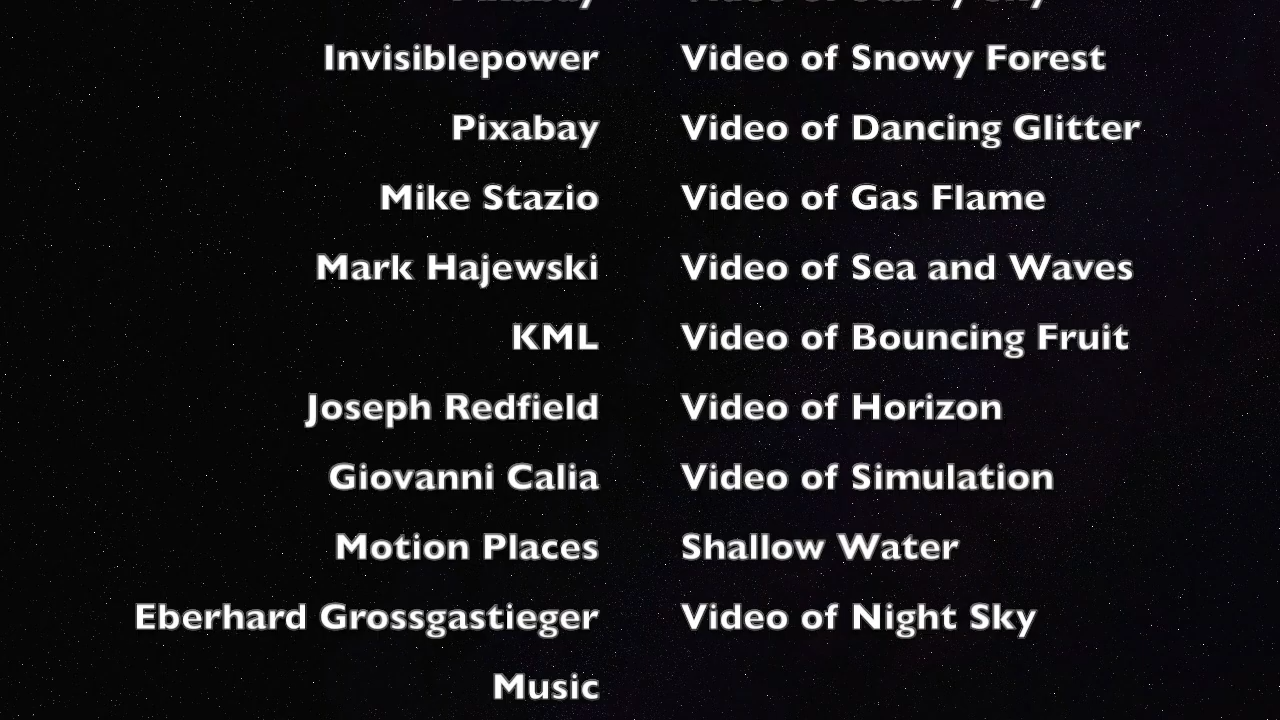 Invisiblepower Video of Snowy Forest
Pixabay Video of Dancing Glitter
Mike Stazio Video of Gas Flame
Mark Hajewski Video of Sea and Waves
KML Video of Bouncing Fruit
Joseph Redfield Video of Horizon
Giovanni Calia Video of Simulation
Motion Places Shallow Water
Eberhard Grossgastieger Video of Night Sky
Music